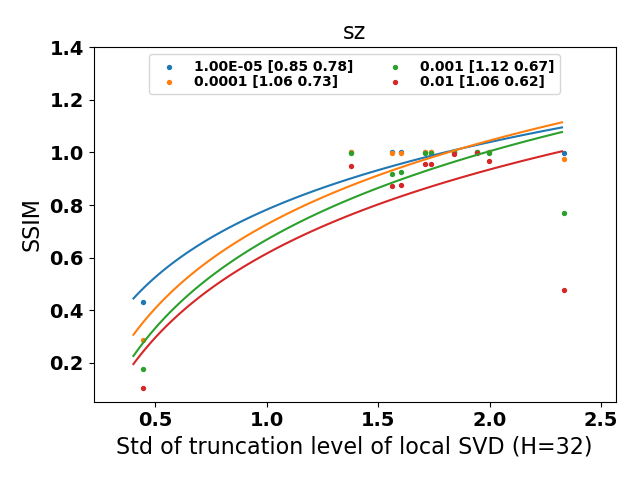 sz
1.4
1.2
1.0
0.8
0.6
0.4
0.2
SSIM
1.00E-05 [0.85 0.78]
0.0001 [1.06 0.73]
0.001 [1.12 0.67]
0.01 [1.06 0.62]
0.5 1.0 1.5 2.0 2.5
Std of truncation level of local SVD (H=32)